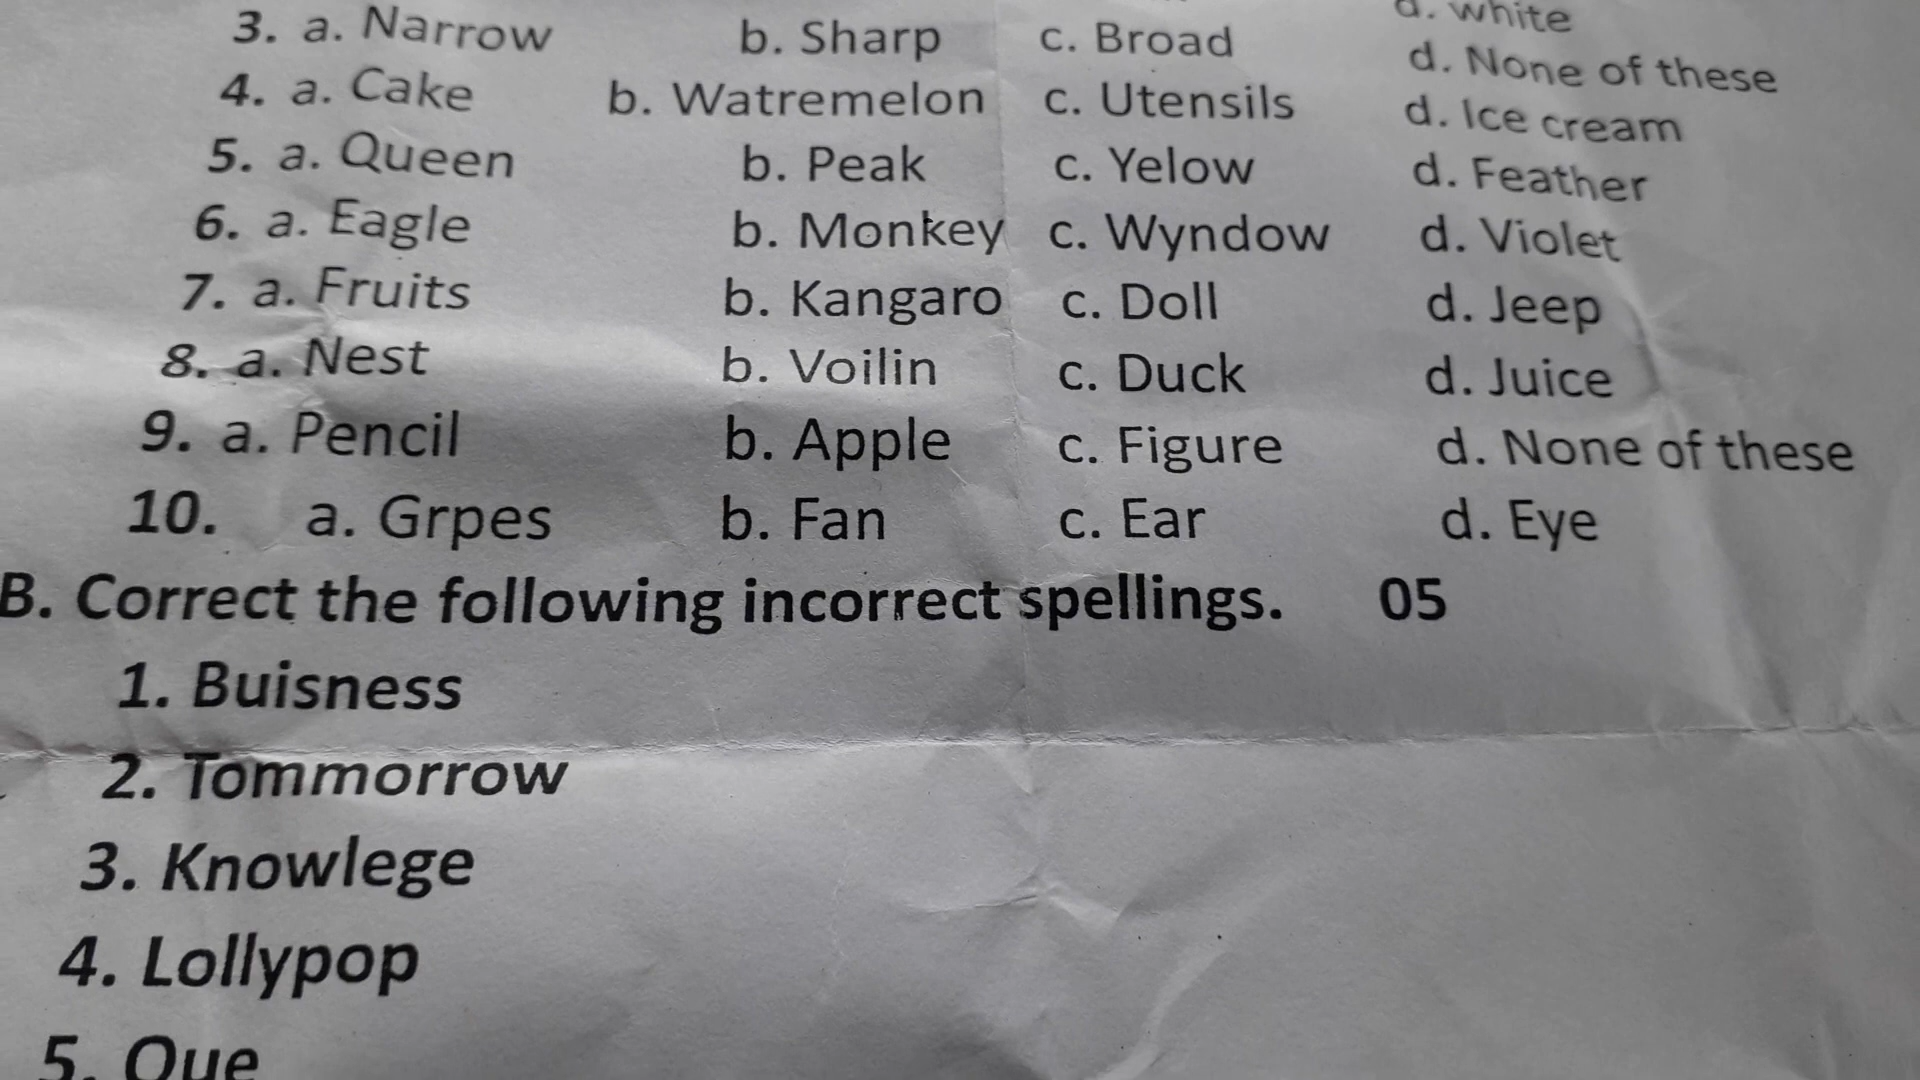 d. white
3. a. Narrow b. Sharp c. Broad d. None of these
4. a. Cake b. Watremelon c. Utensils d. Ice cream
5. a. Queen b. Peak c. Yelow d. Feather
6. a. Eagle b. Monkey c. Wyndow d. Violet
7. a. Fruits b. Kangaro c. Doll d. Jeep
8. a. Nest b. Voilin c. Duck d. Juice
9. a. Pencil b. Apple c. Figure d. None of these
10. a. Grpes b. Fan c. Ear d. Eye
B. Correct the following incorrect spellings. 05
1. Buisness
2. Tommorrow
3. Knowlege
4. Lollypop
5. Que